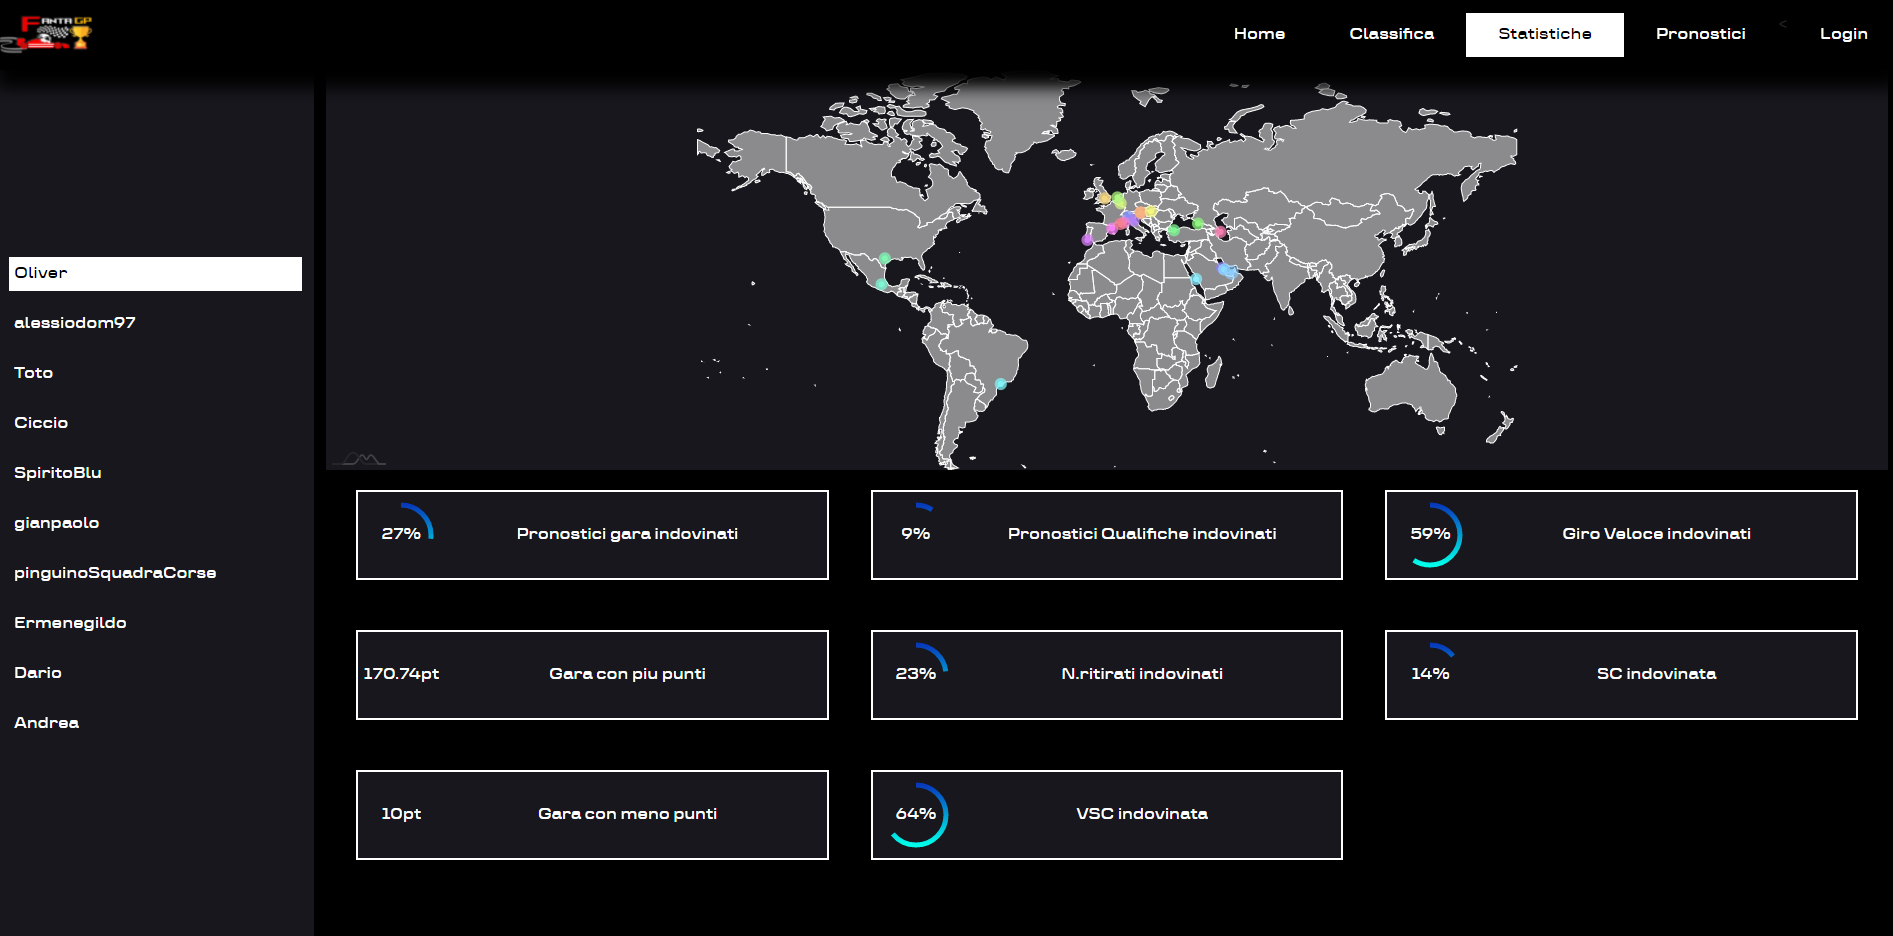 FANTA GP
Home
Classifica
Statistiche
Pronostici
<
Login
Oliver
alessiodom97
Toto
Ciccio
SpiritoBlu
gianpaolo
pinguinoSquadraCorse
Ermenegildo
Dario
Andrea
27%
Pronostici gara indovinati
9%
Pronostici Qualifiche indovinati
59%
Giro Veloce indovinati
170.74pt
Gara con piu punti
23%
N.ritirati indovinati
14%
SC indovinata
10pt
Gara con meno punti
64%
VSC indovinata